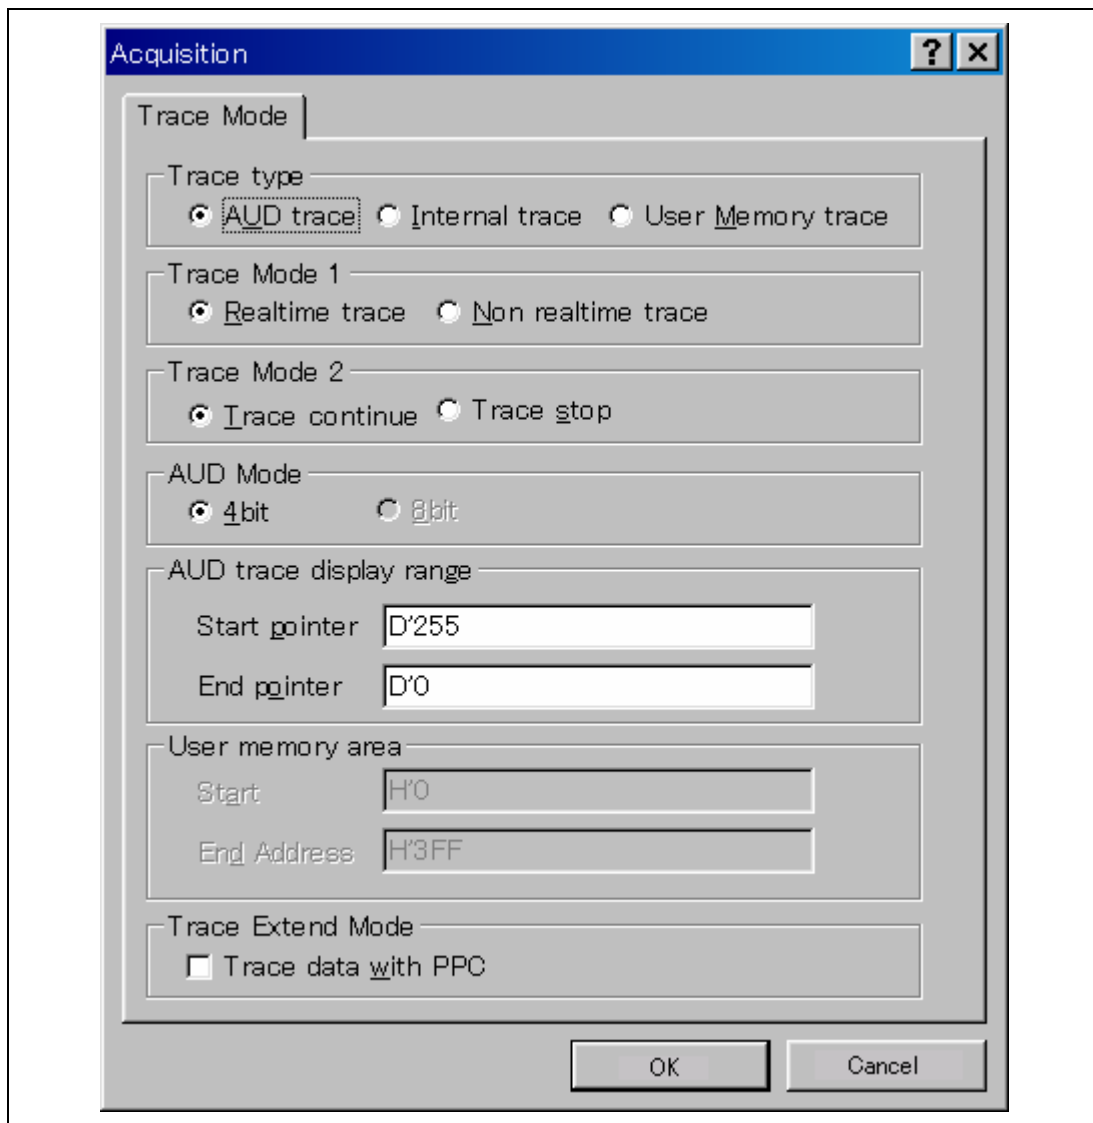 Acquisition
Trace Mode
Trace type
AUD trace Internal trace User Memory trace
Trace Mode 1
Realtime trace Non realtime trace
Trace Mode 2
Trace continue Trace stop
AUD Mode
4bit 8bit
AUD trace display range
Start pointer D'255
End pointer D'0
User memory area
Start H'0
End Address H'3FF
Trace Extend Mode
Trace data with PPC
OK Cancel